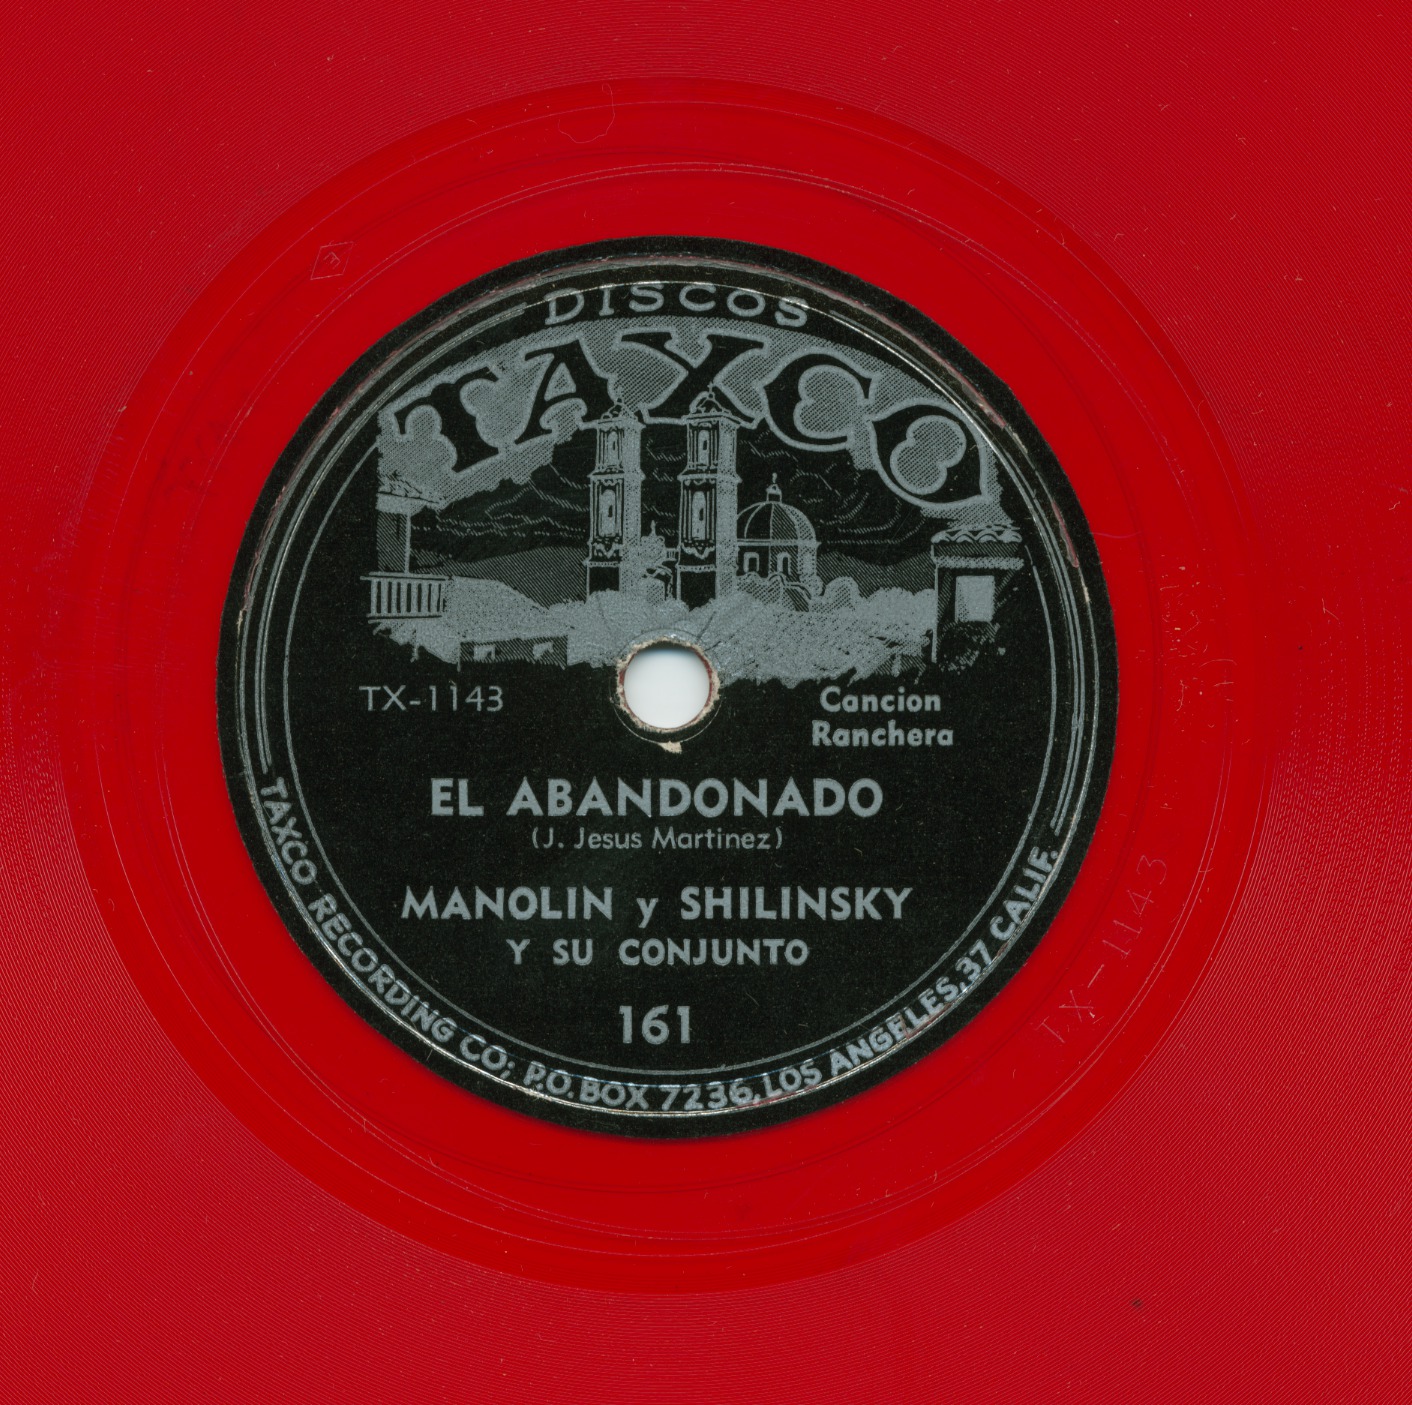 DISCOS
TAXCO
TX-1143
Cancion
Ranchera
EL ABANDONADO
(J. Jesus Martinez)
MANOLIN y SHILINSKY
Y SU CONJUNTO
161
TAXCO RECORDING CO; P.O. BOX 7236, LOS ANGELES, 37 CALIF.
TX-1143